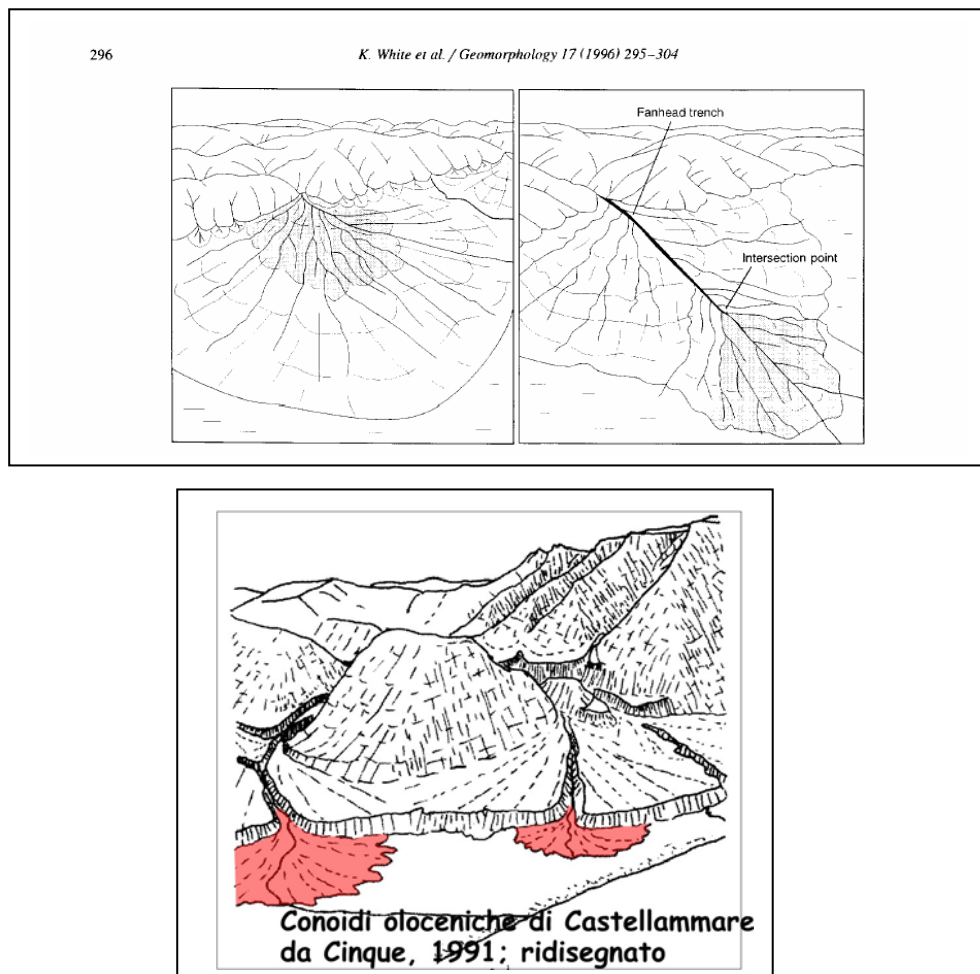 296
K. White et al. / Geomorphology 17 (1996) 295–304
Fanhead trench
Intersection point
Conoidi oloceniche di Castellammare
da Cinque, 1991; ridisegnato